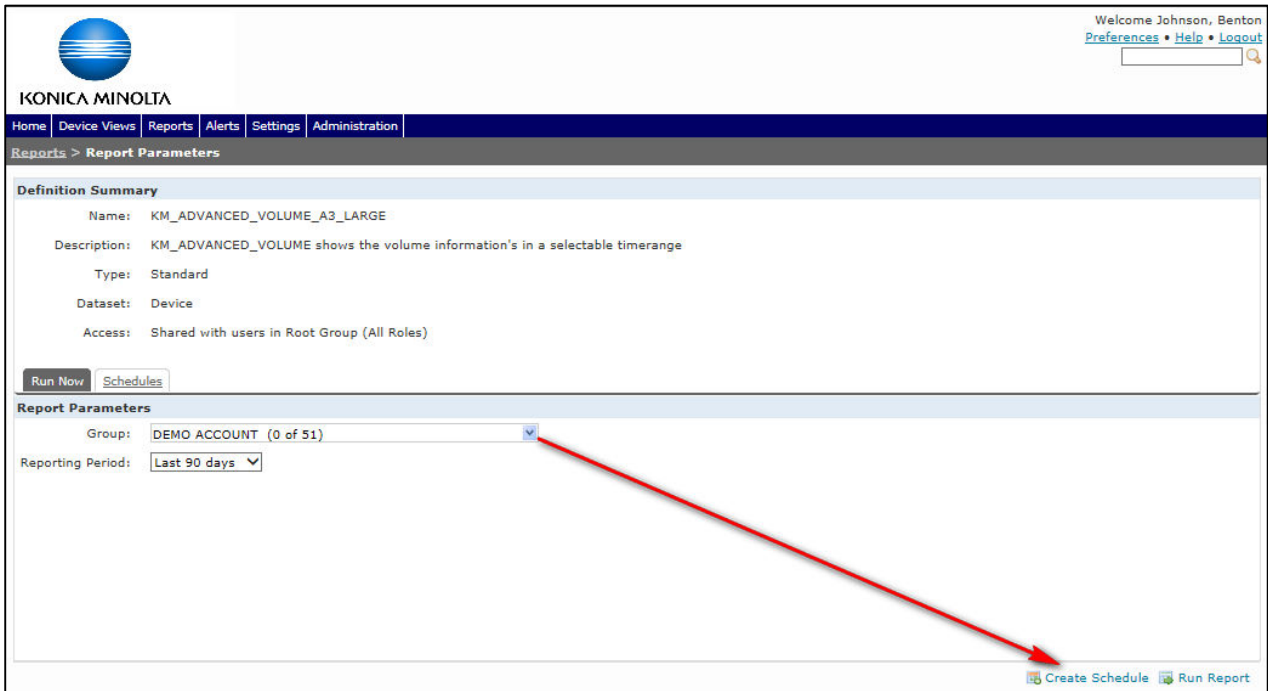 Welcome Johnson, Benton
Preferences • Help • Logout
KONICA MINOLTA
Home Device Views Reports Alerts Settings Administration
Reports > Report Parameters
Definition Summary
Name: KM_ADVANCED_VOLUME_A3_LARGE
Description: KM_ADVANCED_VOLUME shows the volume information's in a selectable timerange
Type: Standard
Dataset: Device
Access: Shared with users in Root Group (All Roles)
Run Now Schedules
Report Parameters
Group: DEMO ACCOUNT (0 of 51)
Reporting Period: Last 90 days
Create Schedule Run Report